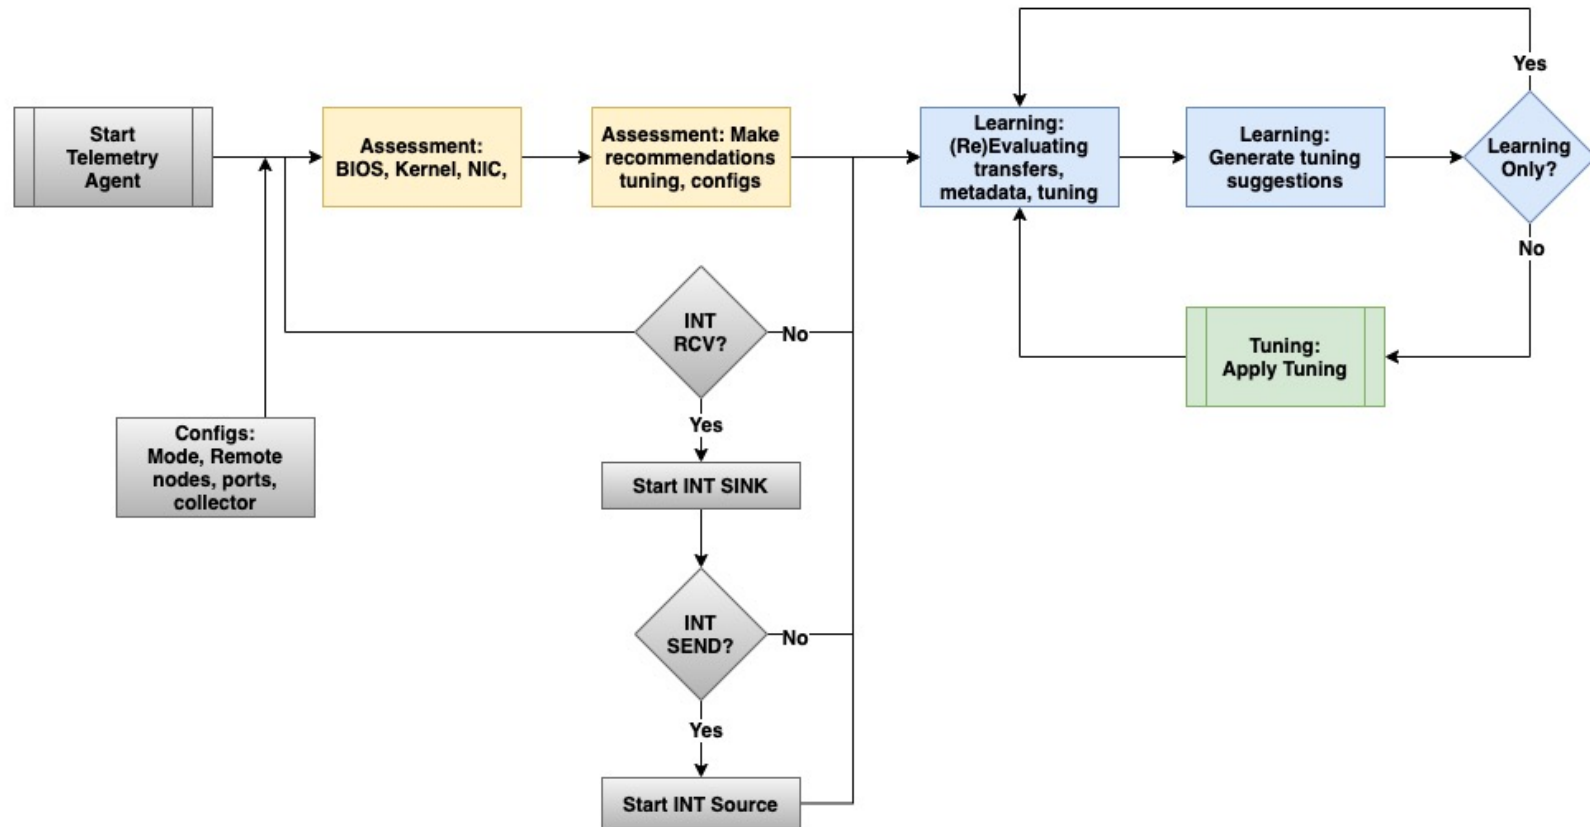 Start
Telemetry
Agent
Assessment:
BIOS, Kernel, NIC,
Assessment: Make
recommendations
tuning, configs
Learning:
(Re)Evaluating
transfers,
metadata, tuning
Learning:
Generate tuning
suggestions
Yes
Learning
Only?
No
Tuning:
Apply Tuning
INT
RCV?
No
Yes
Configs:
Mode, Remote
nodes, ports,
collector
Start INT SINK
INT
SEND?
No
Yes
Start INT Source